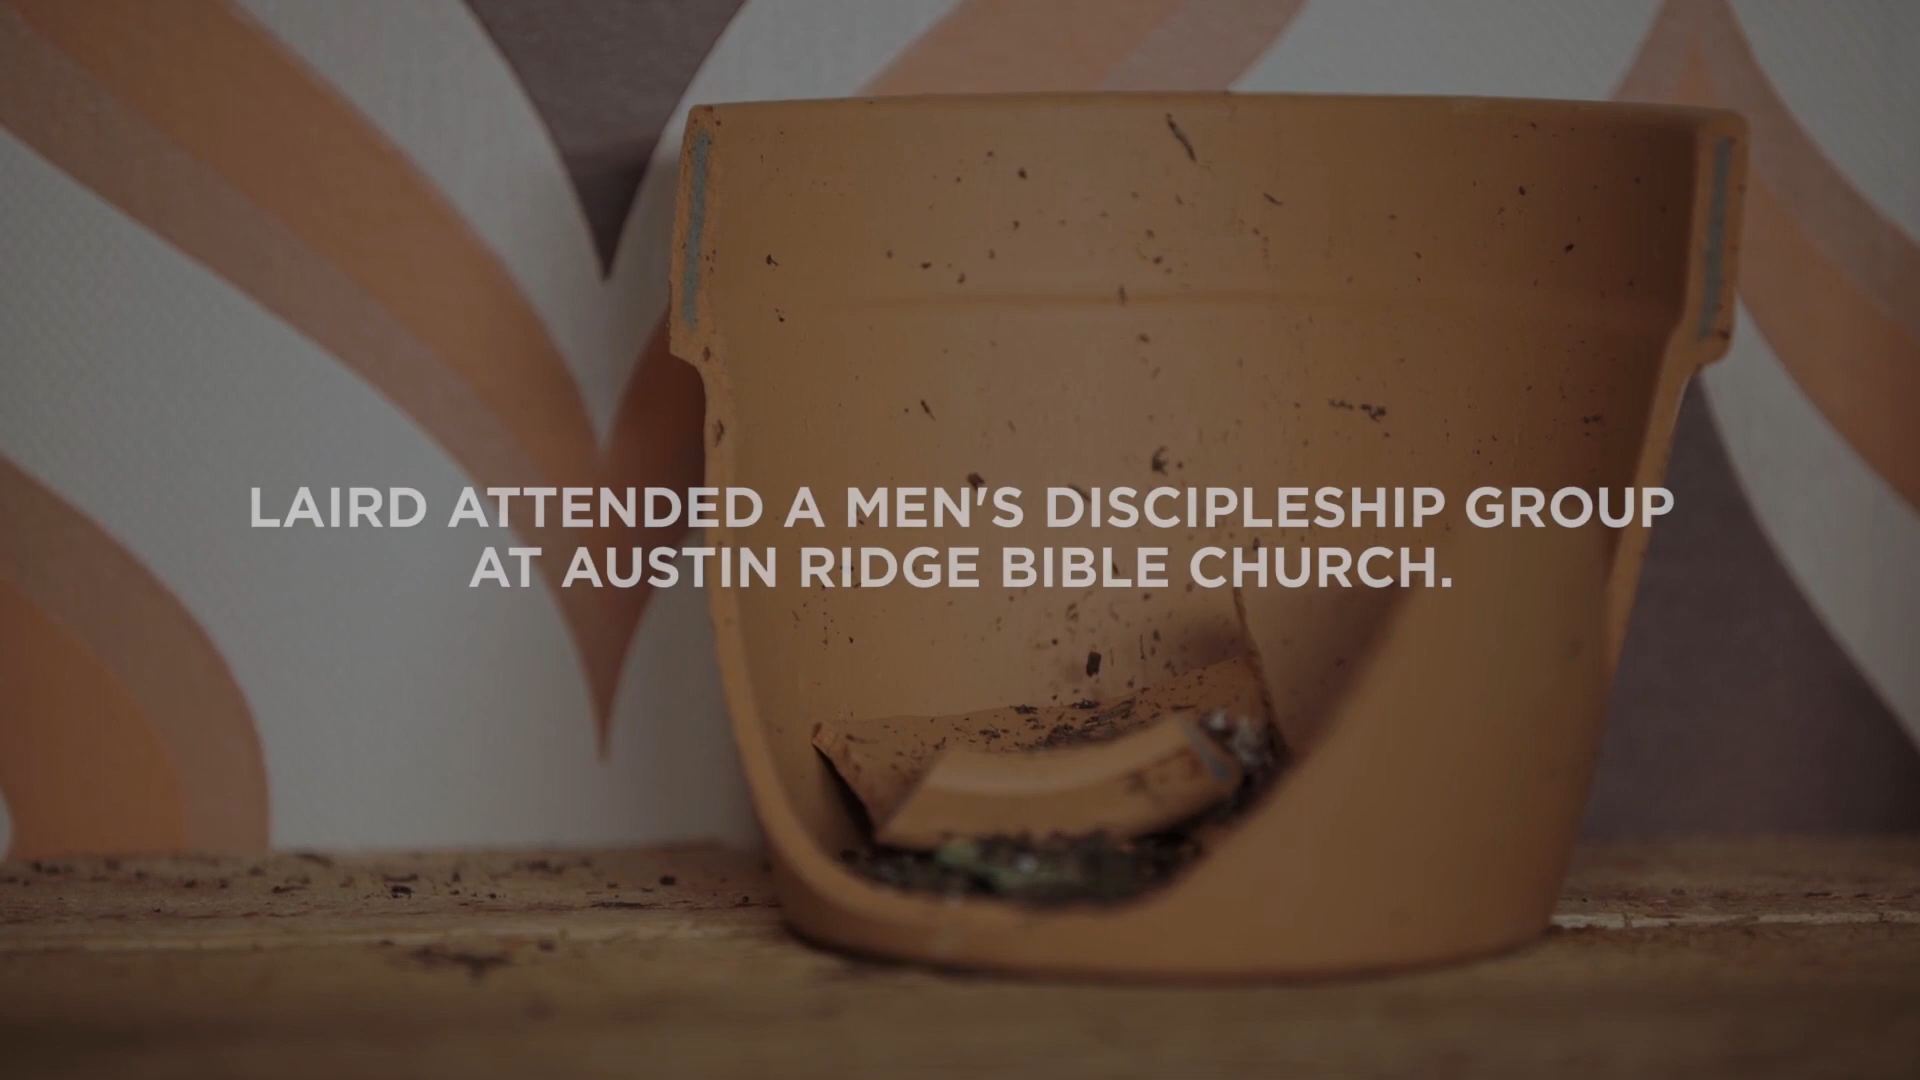 LAIRD ATTENDED A MEN'S DISCIPLESHIP GROUP
AT AUSTIN RIDGE BIBLE CHURCH.